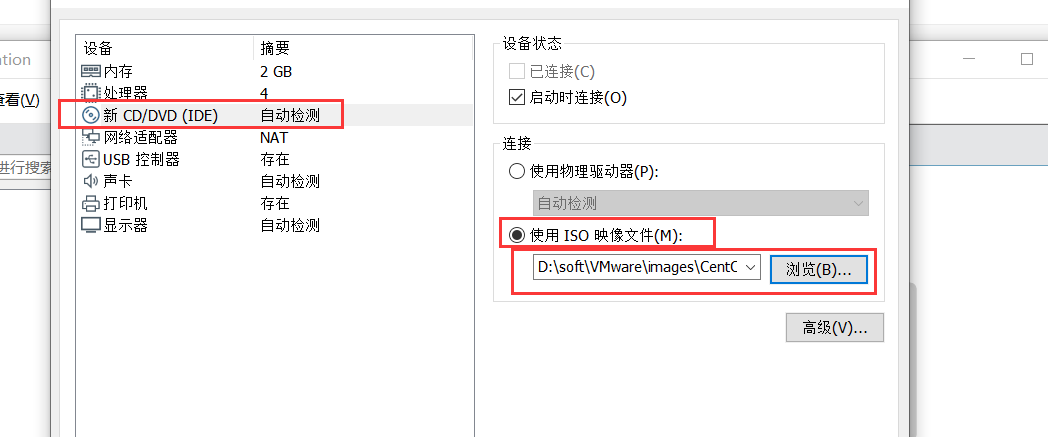 ation
查看(V)
进行搜索
设备 摘要
内存 2 GB
处理器 4
新 CD/DVD (IDE) 自动检测
网络适配器 NAT
USB 控制器 存在
声卡 自动检测
打印机 存在
显示器 自动检测
设备状态
已连接(C)
启动时连接(O)
连接
使用物理驱动器(P):
自动检测
使用 ISO 映像文件(M):
D:\soft\VMware\images\CentC
浏览(B)...
高级(V)...